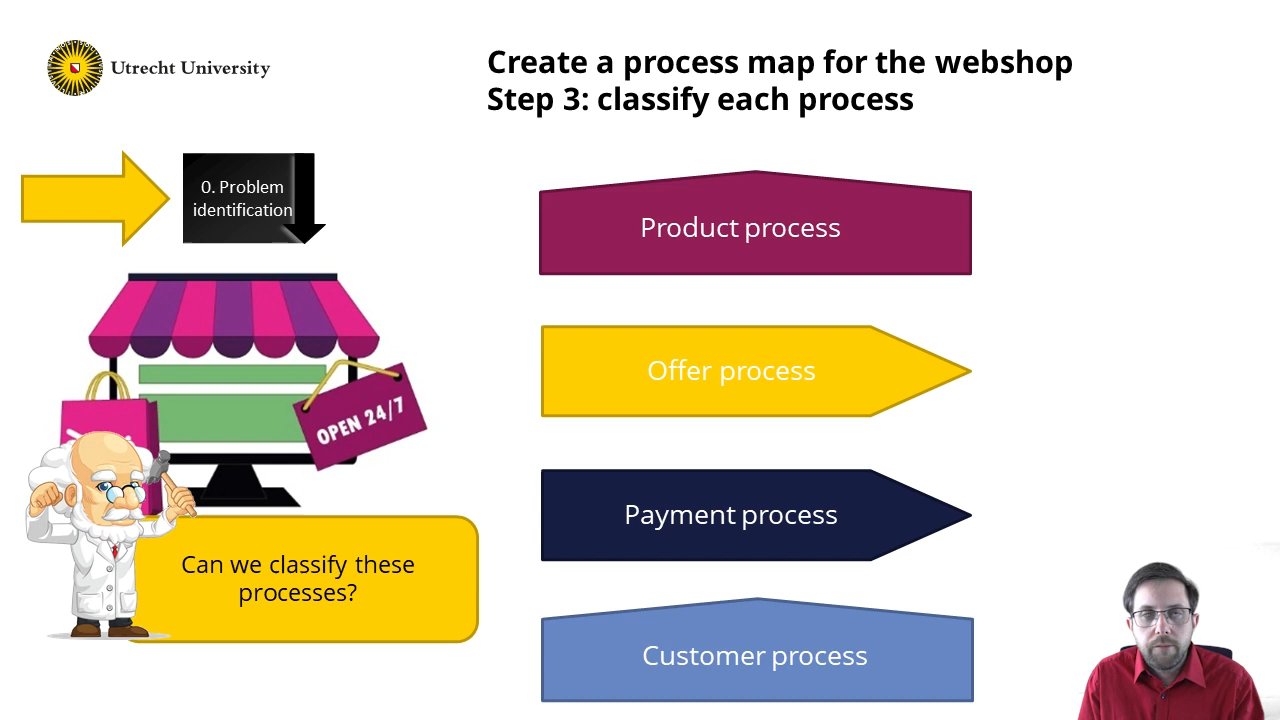 Utrecht University
Create a process map for the webshop
Step 3: classify each process
0. Problem
identification
Product process
Offer process
OPEN 24/7
Payment process
Can we classify these
processes?
Customer process